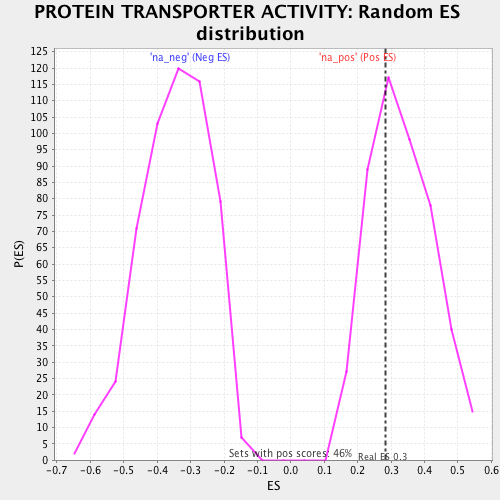 PROTEIN TRANSPORTER ACTIVITY: Random ES
distribution
'na_neg' (Neg ES)
'na_pos' (Pos ES)
P(ES)
125
120
115
110
105
100
95
90
85
80
75
70
65
60
55
50
45
40
35
30
25
20
15
10
5
0
Sets with pos scores: 46%
Real ES 0.3
-0.7 -0.6 -0.5 -0.4 -0.3 -0.2 -0.1 0.0 0.1 0.2 0.3 0.4 0.5 0.6
ES